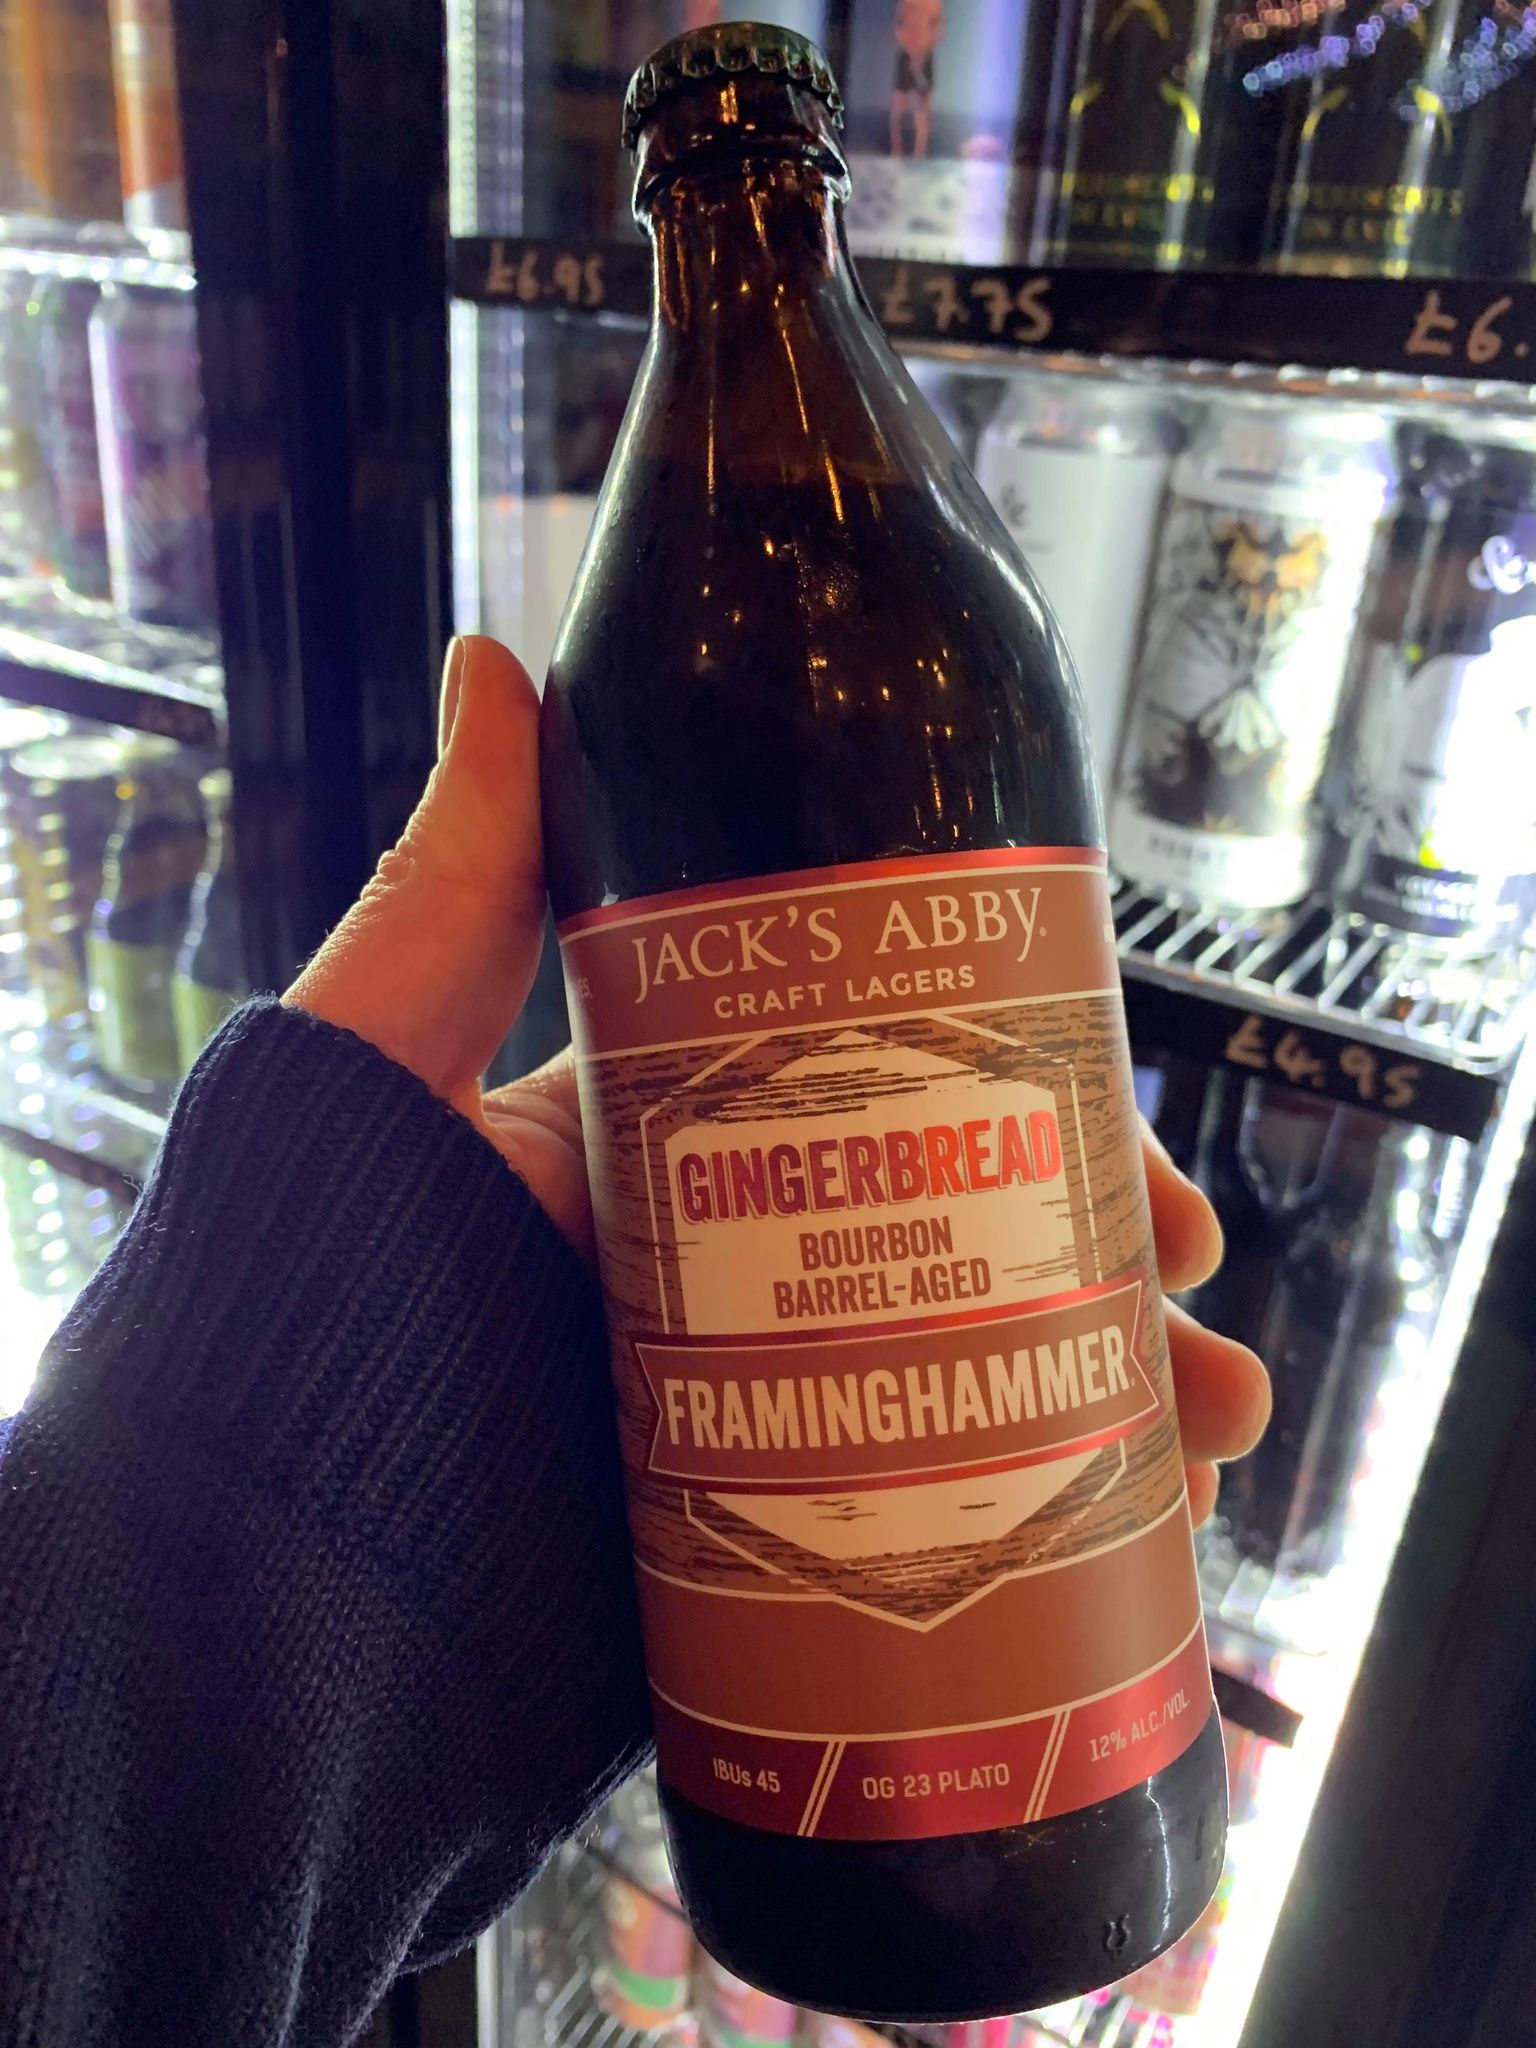 £6.95
£7.75
£6.
£4.95
JACK'S ABBY®
CRAFT LAGERS
GINGERBREAD
BOURBON
BARREL-AGED
FRAMINGHAMMER®
IBUs 45
OG 23 PLATO
12% ALC./VOL.